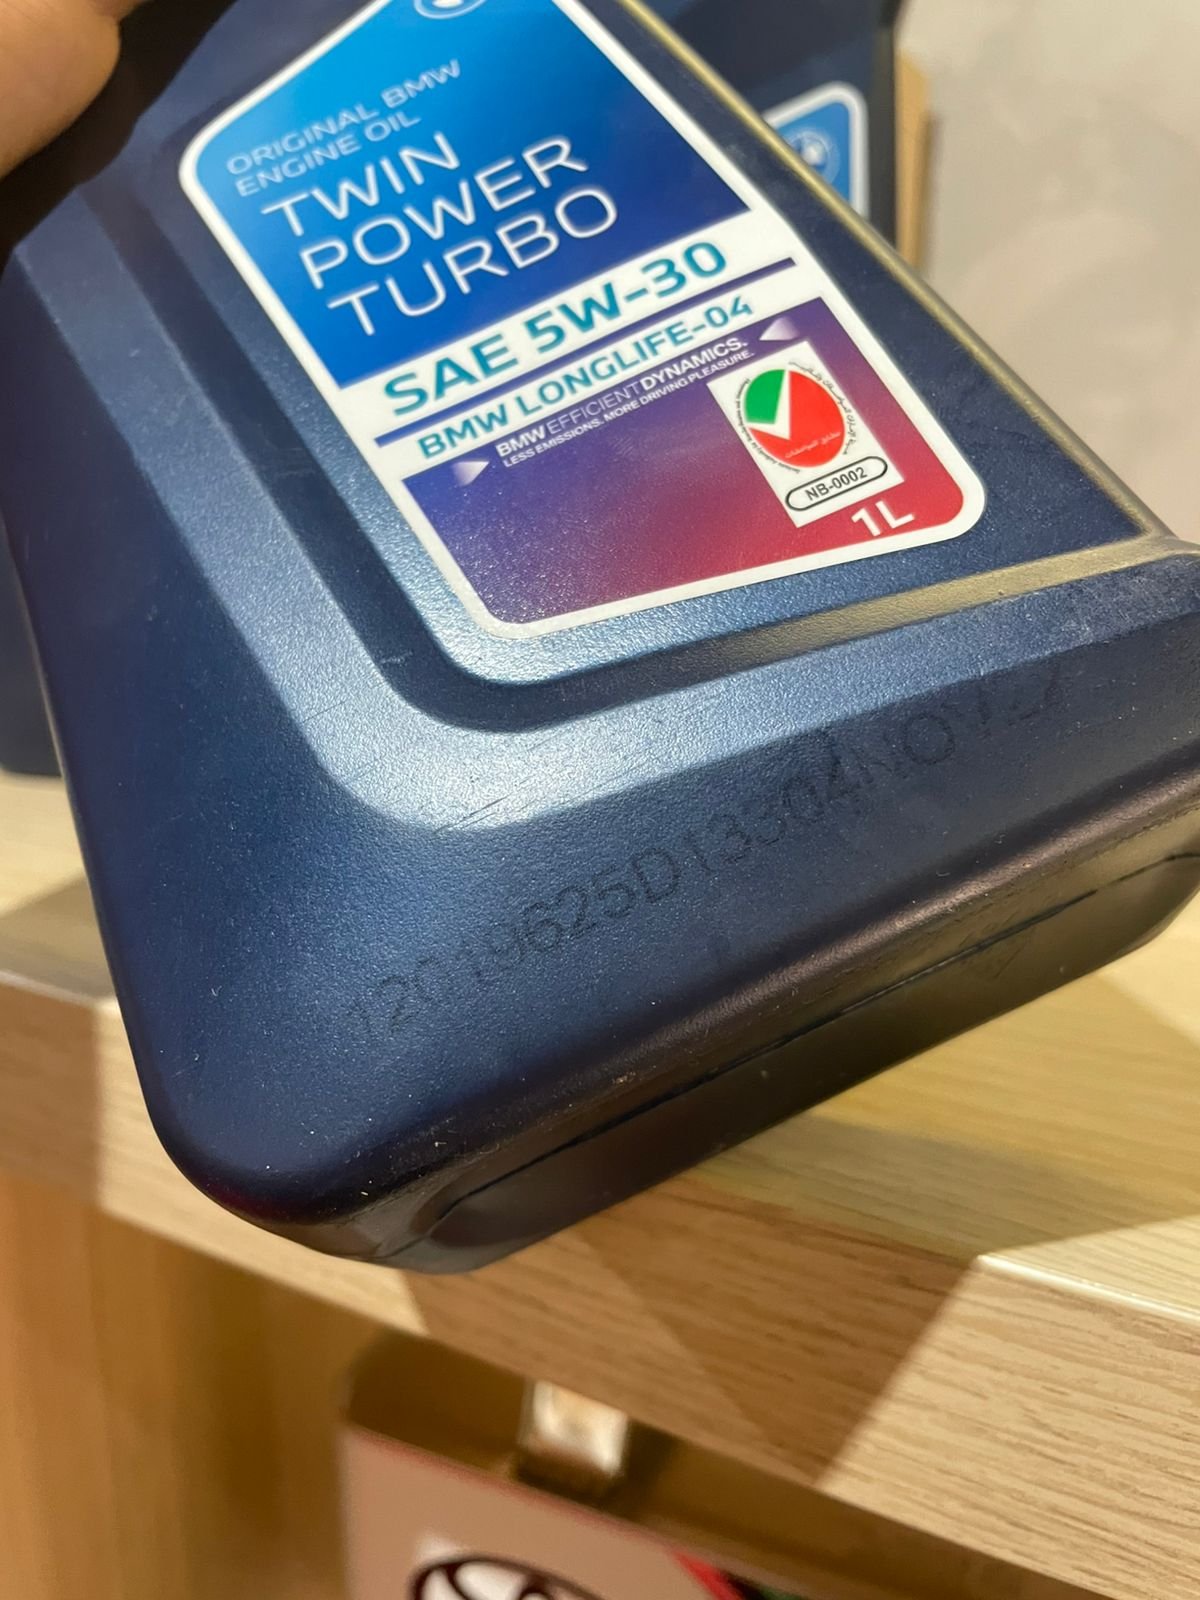 ORIGINAL BMW
ENGINE OIL
TWIN
POWER
TURBO
SAE 5W-30
BMW LONGLIFE-04
BMW EFFICIENTDYNAMICS.
LESS EMISSIONS. MORE DRIVING PLEASURE.
NB-0002
1L